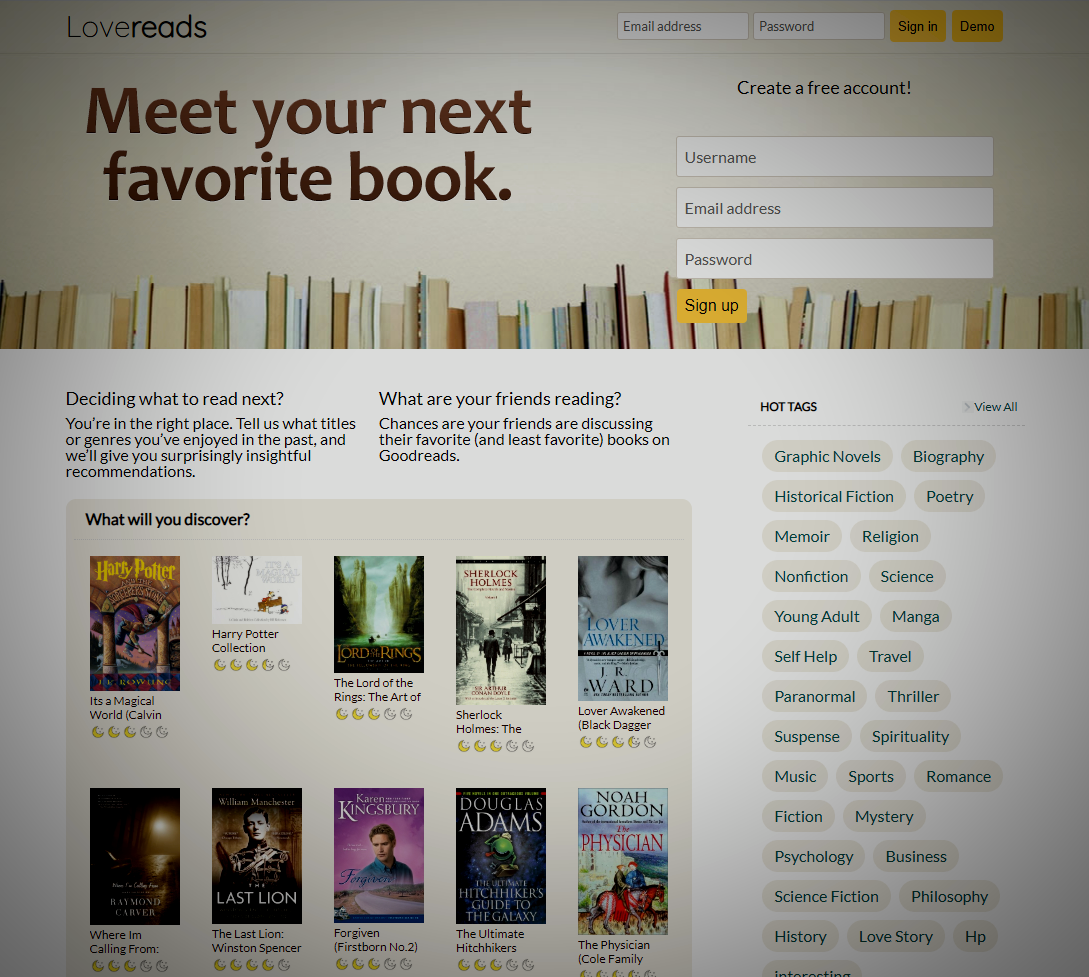 Lovereads
Email address
Password
Sign in
Demo
Meet your next
favorite book.
Create a free account!
Username
Email address
Password
Sign up
Deciding what to read next?
You're in the right place. Tell us what titles
or genres you've enjoyed in the past, and
we'll give you surprisingly insightful
recommendations.
What are your friends reading?
Chances are your friends are discussing
their favorite (and least favorite) books on
Goodreads.
What will you discover?
Harry Potter
AND THE
SORCERER'S STONE
J. K. ROWLING
Its a Magical
World (Calvin
IT'S A
MAGICAL
WORLD
Harry Potter
Collection
THE
LORD OF THE RINGS
The Lord of the
Rings: The Art of
SHERLOCK
HOLMES
SIR ARTHUR
CONAN DOYLE
Sherlock
Holmes: The
LOVER
AWAKENED
J. R.
WARD
Lover Awakened
(Black Dagger
Where I'm Calling From
RAYMOND
CARVER
Where Im
Calling From:
William Manchester
THE
LAST LION
The Last Lion:
Winston Spencer
Karen
KINGSBURY
Forgiven
Forgiven
(Firstborn No.2)
DOUGLAS
ADAMS
THE ULTIMATE
HITCHHIKER'S
GUIDE TO
THE GALAXY
The Ultimate
Hitchhikers
NOAH
GORDON
The
PHYSICIAN
The Physician
(Cole Family
HOT TAGS
View All
Graphic Novels
Biography
Historical Fiction
Poetry
Memoir
Religion
Nonfiction
Science
Young Adult
Manga
Self Help
Travel
Paranormal
Thriller
Suspense
Spirituality
Music
Sports
Romance
Fiction
Mystery
Psychology
Business
Science Fiction
Philosophy
History
Love Story
Hp
interesting